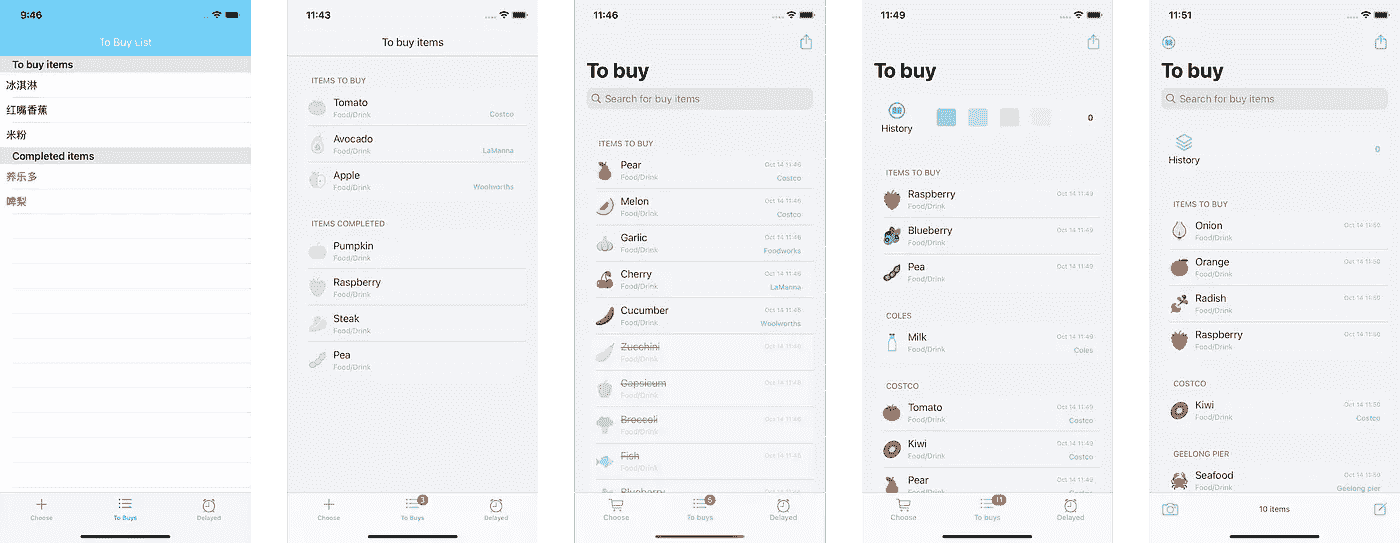 9:46
To Buy List
To buy items
冰淇淋
红嘴香蕉
米粉
Completed items
养乐多
啤梨
Choose
To Buys
Delayed
11:43
To buy items
ITEMS TO BUY
Tomato
Food/Drink
Costco
Avocado
Food/Drink
LaManna
Apple
Food/Drink
Woolworths
ITEMS COMPLETED
Pumpkin
Food/Drink
Raspberry
Food/Drink
Steak
Food/Drink
Pea
Food/Drink
Choose
3
To Buys
Delayed
11:46
To buy
Search for buy items
ITEMS TO BUY
Pear
Oct 14 11:46
Food/Drink
Costco
Melon
Oct 14 11:46
Food/Drink
Costco
Garlic
Oct 14 11:46
Food/Drink
Foodworks
Cherry
Oct 14 11:46
Food/Drink
LaManna
Cucumber
Oct 14 11:46
Food/Drink
Woolworths
Zucchini
Oct 14 11:46
Food/Drink
Capsicum
Oct 14 11:46
Food/Drink
Broccoli
Oct 14 11:46
Food/Drink
Fish
Oct 14 11:46
Food/Drink
Blueberry
Choose
5
To buys
Delayed
11:49
To buy
History
0
ITEMS TO BUY
Raspberry
Oct 14 11:49
Food/Drink
Blueberry
Oct 14 11:49
Food/Drink
Pea
Oct 14 11:49
Food/Drink
COLES
Milk
Oct 14 11:49
Food/Drink
Coles
COSTCO
Tomato
Oct 14 11:49
Food/Drink
Costco
Kiwi
Oct 14 11:49
Food/Drink
Costco
Pear
Oct 14 11:49
Food/Drink
Costco
Choose
11
To buys
Delayed
11:51
To buy
Search for buy items
History
0
ITEMS TO BUY
Onion
Oct 14 11:50
Food/Drink
Orange
Oct 14 11:50
Food/Drink
Radish
Oct 14 11:50
Food/Drink
Raspberry
Oct 14 11:50
Food/Drink
COSTCO
Kiwi
Oct 14 11:50
Food/Drink
Costco
GEELONG PIER
Seafood
Oct 14 11:50
Food/Drink
Geelong pier
10 items